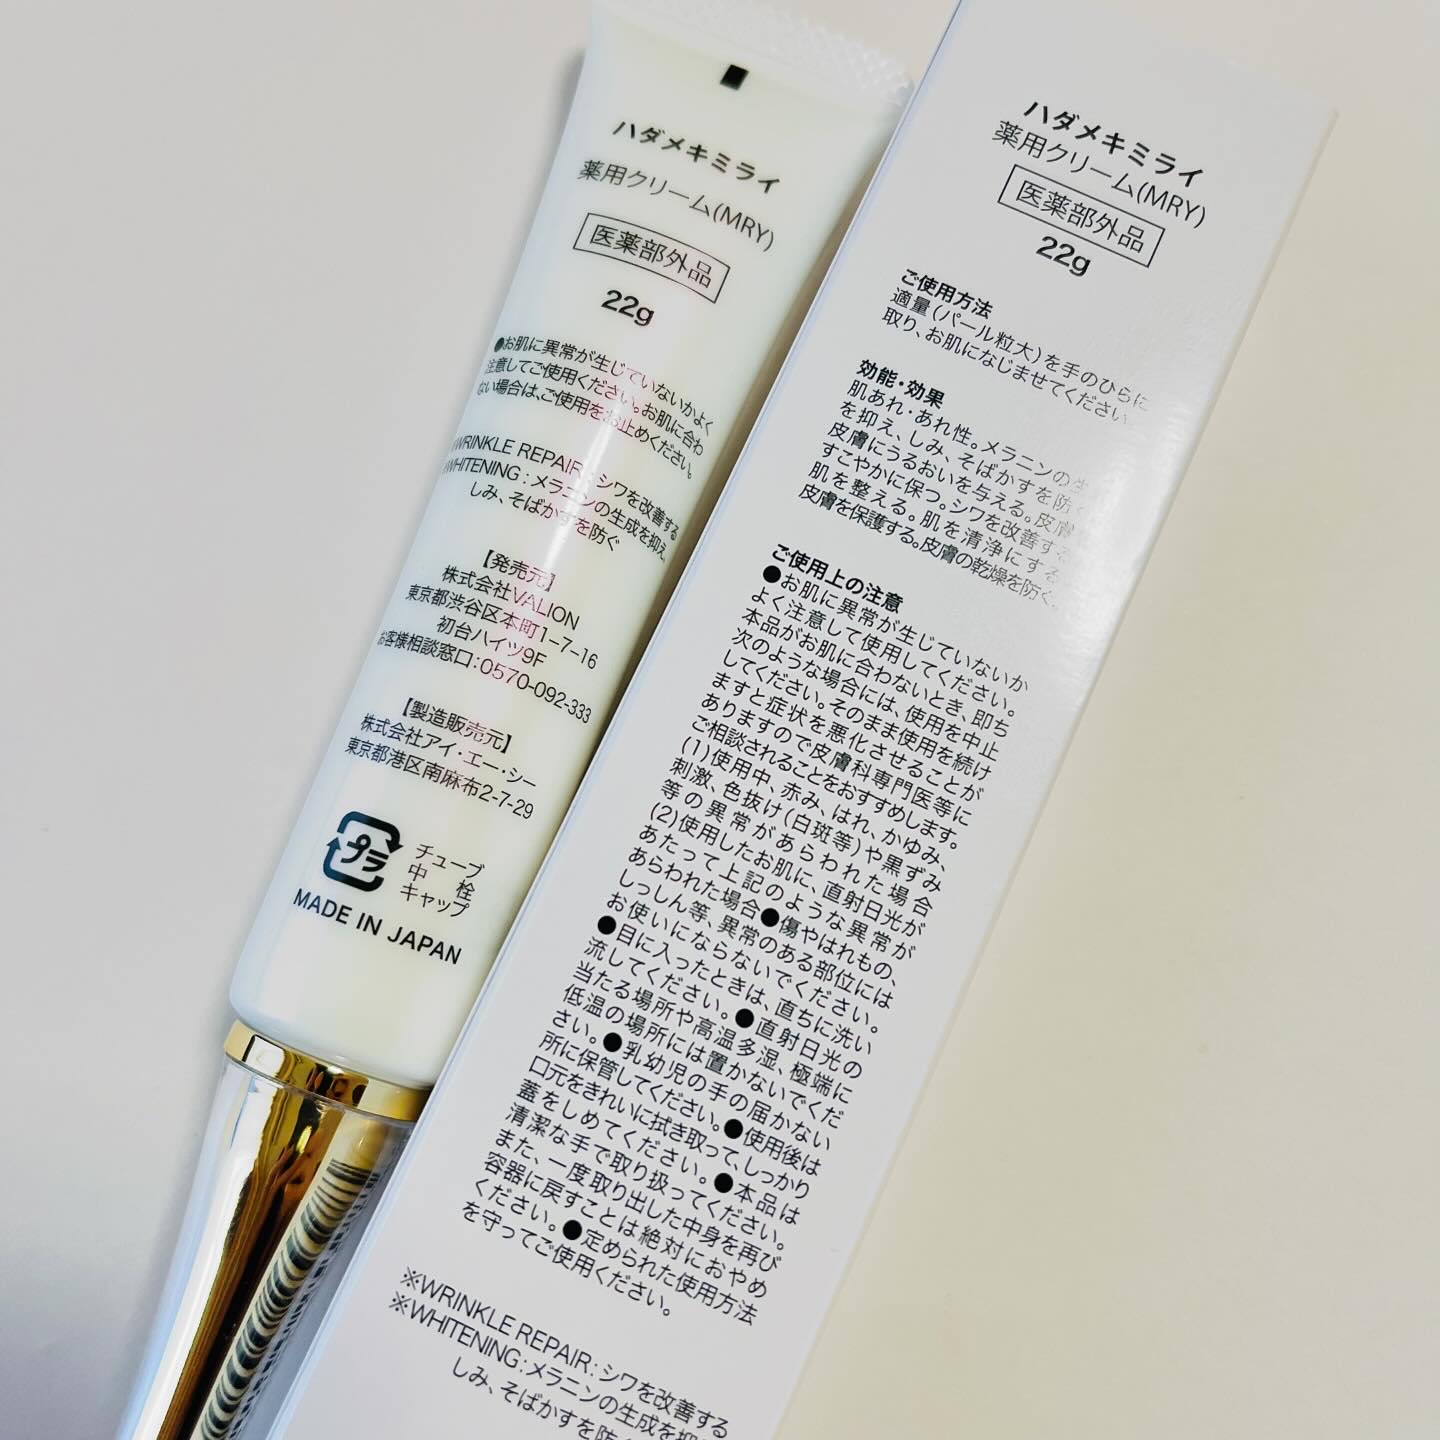 ハダメキミライ
薬用クリーム(MRY)
医薬部外品
22g
●お肌に異常が生じていないかよく
注意してご使用ください。お肌に合わ
ない場合は、ご使用をお止めください。
WRINKLE REPAIR：シワを改善する
WHITENING：メラニンの生成を抑え、
しみ、そばかすを防ぐ
【発売元】
株式会社VALION
東京都渋谷区本町1-7-16
初台ハイツ9F
お客様相談窓口：0570-092-333
【製造販売元】
株式会社アイ・エー・シー
東京都港区南麻布2-7-29
プラ
チューブ
中 栓
キャップ
MADE IN JAPAN
ハダメキミライ
薬用クリーム(MRY)
医薬部外品
22g
ご使用方法
適量(パール粒大)を手のひらに
取り、お肌になじませてください。
効能・効果
肌あれ・あれ性。メラニンの生
を抑え、しみ、そばかすを防ぐ
皮膚にうるおいを与える。皮膚
すこやかに保つ。シワを改善する
肌を整える。肌を清浄にする
皮膚を保護する。皮膚の乾燥を防ぐ。
ご使用上の注意
●お肌に異常が生じていないか
よく注意して使用してください。
本品がお肌に合わないとき、即ち
次のような場合には、使用を中止
してください。そのまま使用を続け
ますと症状を悪化させることが
ありますので皮膚科専門医等に
ご相談されることをおすすめします。
(1)使用中、赤み、はれ、かゆみ、
刺激、色抜け(白斑等)や黒ずみ
等の異常があらわれた場合
(2)使用したお肌に、直射日光が
あたって上記のような異常が
あらわれた場合●傷やはれもの、
しっしん等、異常のある部位には
お使いにならないでください。
●目に入ったときは、直ちに洗い
流してください。●直射日光の
当たる場所や高温多湿、極端に
低温の場所には置かないでくだ
さい。●乳幼児の手の届かない
所に保管してください。●使用後は
口元をきれいに拭き取って、しっかり
蓋をしめてください。●本品は
清潔な手で取り扱ってください。
また、一度取り出した中身を再び
容器に戻すことは絶対におやめ
ください。●定められた使用方法
を守ってご使用ください。
※WRINKLE REPAIR：シワを改善する
※WHITENING：メラニンの生成を抑
しみ、そばかすを防